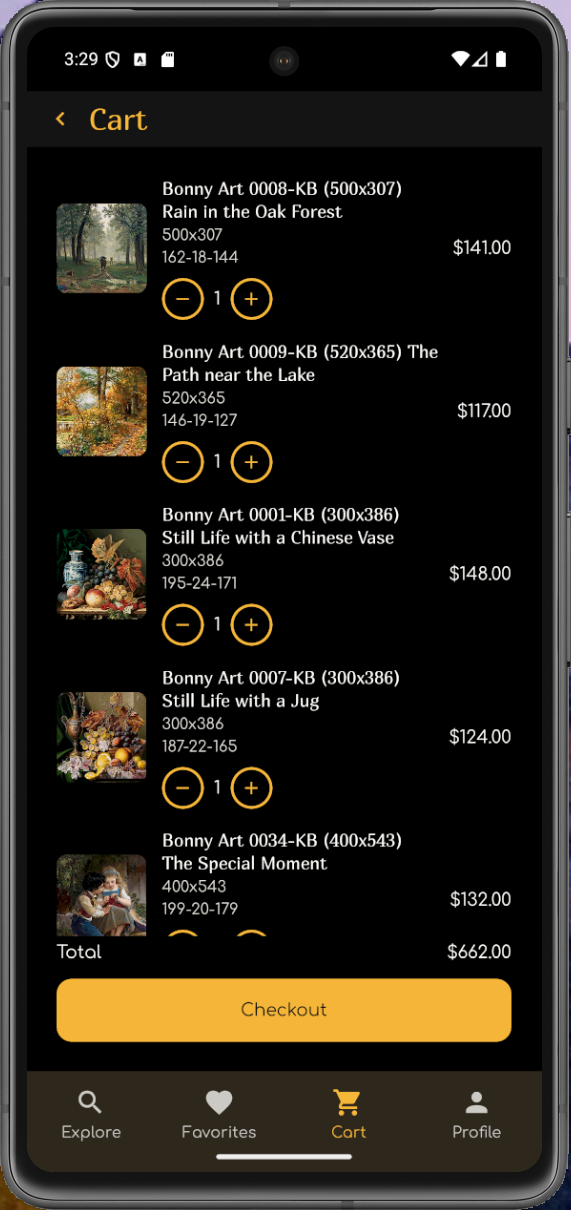 3:29
Cart
Bonny Art 0008-KB (500x307)
Rain in the Oak Forest
500x307
162-18-144
$141.00
1
Bonny Art 0009-KB (520x365) The
Path near the Lake
520x365
146-19-127
$117.00
1
Bonny Art 0001-KB (300x386)
Still Life with a Chinese Vase
300x386
195-24-171
$148.00
1
Bonny Art 0007-KB (300x386)
Still Life with a Jug
300x386
187-22-165
$124.00
1
Bonny Art 0034-KB (400x543)
The Special Moment
400x543
199-20-179
$132.00
Total $662.00
Checkout
Explore Favorites Cart Profile